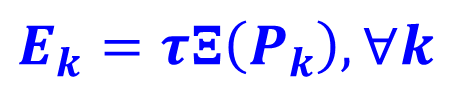 E_k = τΞ(P_k), ∀k